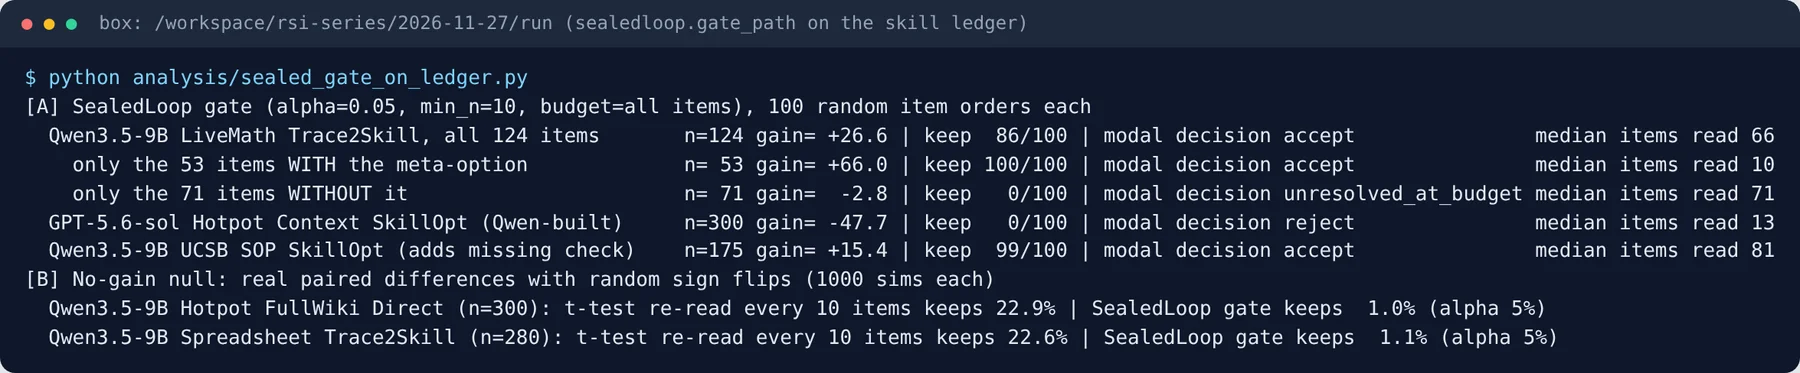 box: /workspace/rsi-series/2026-11-27/run (sealedloop.gate_path on the skill ledger)
$ python analysis/sealed_gate_on_ledger.py
[A] SealedLoop gate (alpha=0.05, min_n=10, budget=all items), 100 random item orders each
  Qwen3.5-9B LiveMath Trace2Skill, all 124 items       n=124 gain= +26.6 | keep  86/100 | modal decision accept               median items read 66
    only the 53 items WITH the meta-option             n= 53 gain= +66.0 | keep 100/100 | modal decision accept               median items read 10
    only the 71 items WITHOUT it                       n= 71 gain=  -2.8 | keep   0/100 | modal decision unresolved_at_budget median items read 71
  GPT-5.6-sol Hotpot Context SkillOpt (Qwen-built)     n=300 gain= -47.7 | keep   0/100 | modal decision reject               median items read 13
  Qwen3.5-9B UCSB SOP SkillOpt (adds missing check)    n=175 gain= +15.4 | keep  99/100 | modal decision accept               median items read 81
[B] No-gain null: real paired differences with random sign flips (1000 sims each)
  Qwen3.5-9B Hotpot FullWiki Direct (n=300): t-test re-read every 10 items keeps 22.9% | SealedLoop gate keeps  1.0% (alpha 5%)
  Qwen3.5-9B Spreadsheet Trace2Skill (n=280): t-test re-read every 10 items keeps 22.6% | SealedLoop gate keeps  1.1% (alpha 5%)